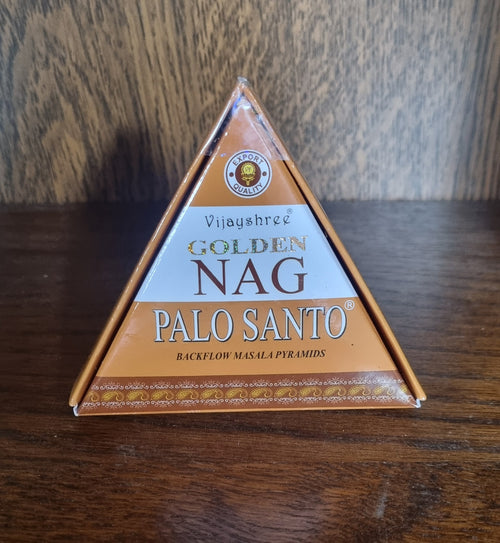 EXPORT
QUALITY
Vijayshree®
GOLDEN
NAG
PALO SANTO®
BACKFLOW MASALA PYRAMIDS